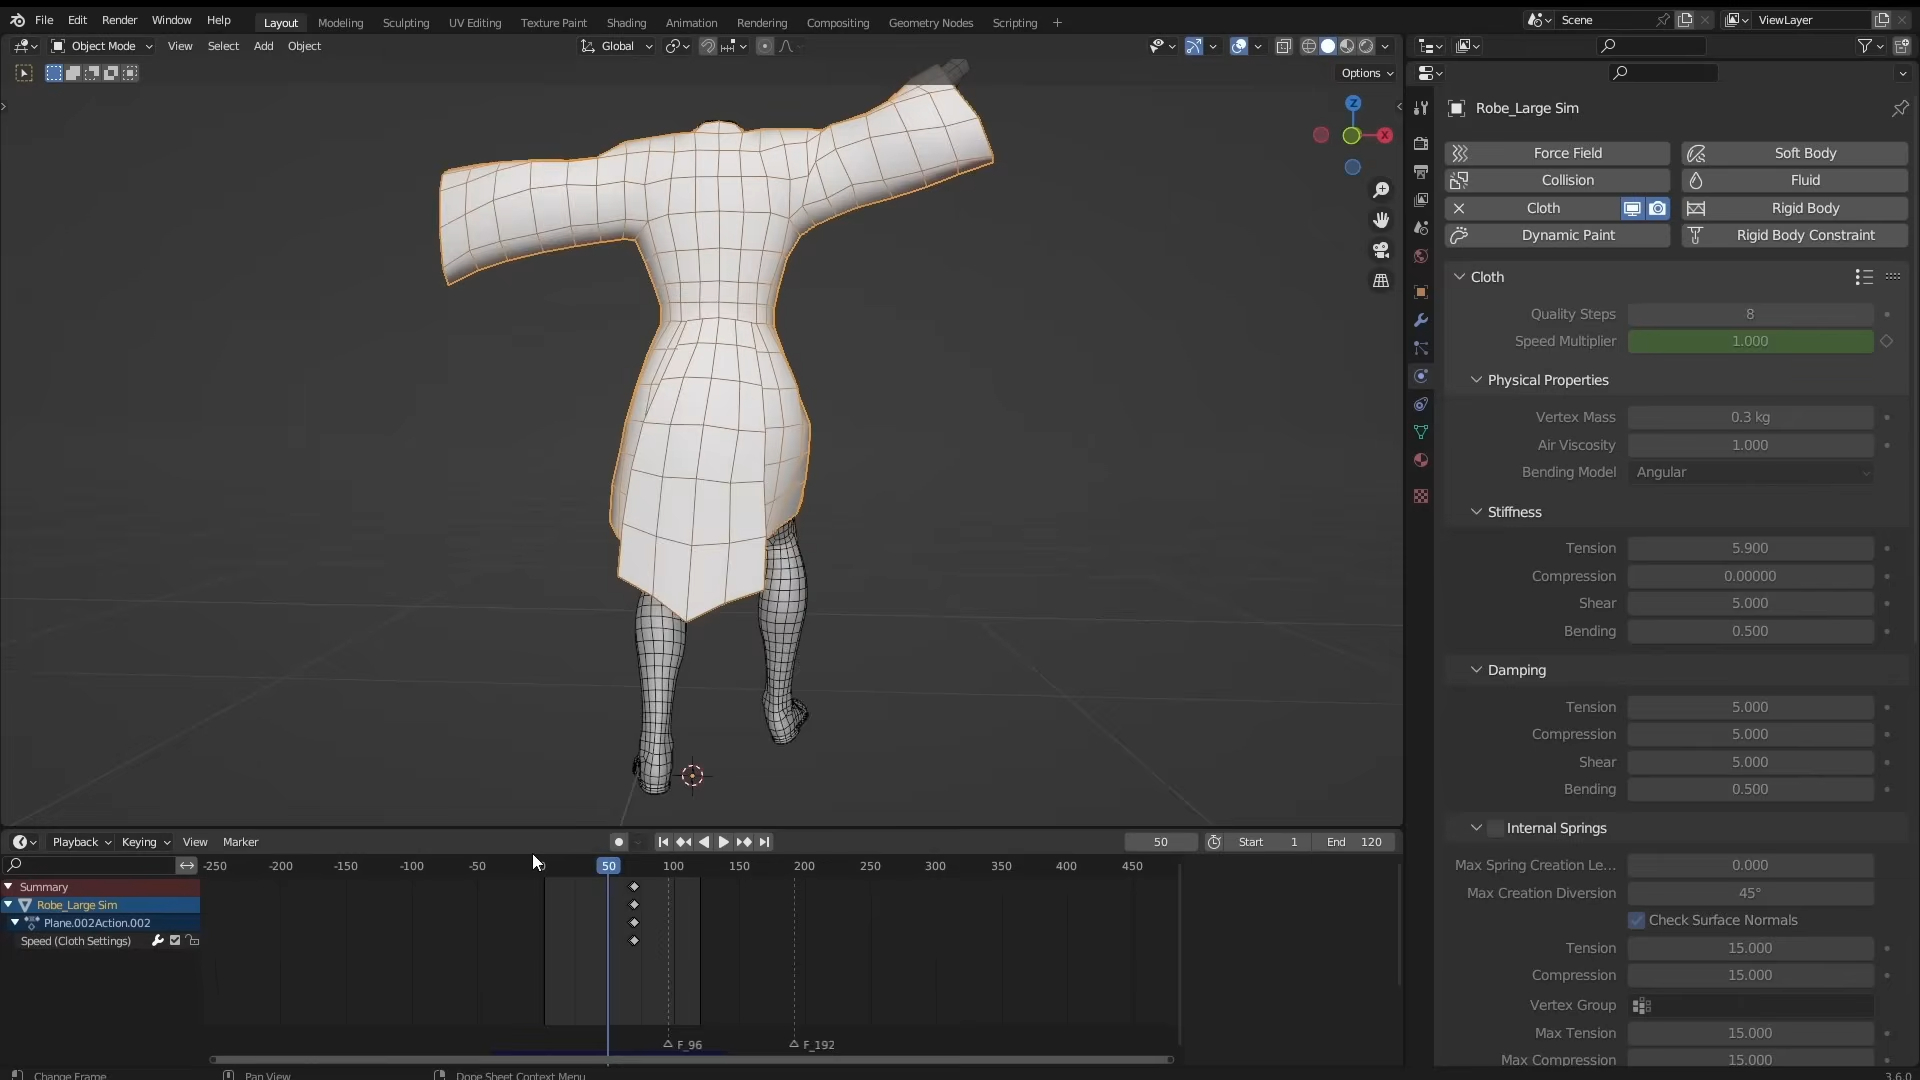 File Edit Render Window Help Layout Modeling Sculpting UV Editing Texture Paint Shading Animation Rendering Compositing Geometry Nodes Scripting + Scene ViewLayer
Object Mode View Select Add Object Global
Options
Z
X
Robe_Large Sim
Force Field Soft Body
Collision Fluid
Cloth Rigid Body
Dynamic Paint Rigid Body Constraint
Cloth
Quality Steps 8
Speed Multiplier 1.000
Physical Properties
Vertex Mass 0.3 kg
Air Viscosity 1.000
Bending Model Angular
Stiffness
Tension 5.900
Compression 0.00000
Shear 5.000
Bending 0.500
Damping
Tension 5.000
Compression 5.000
Shear 5.000
Bending 0.500
Internal Springs
Max Spring Creation Le... 0.000
Max Creation Diversion 45°
Check Surface Normals
Tension 15.000
Compression 15.000
Vertex Group
Max Tension 15.000
Max Compression 15.000
Playback Keying View Marker 50 Start 1 End 120
-250 -200 -150 -100 -50 50 100 150 200 250 300 350 400 450
Summary
Robe_Large Sim
Plane.002Action.002
Speed (Cloth Settings)
F_96 F_192
Change Frame Pan View Dope Sheet Context Menu 3.6.0